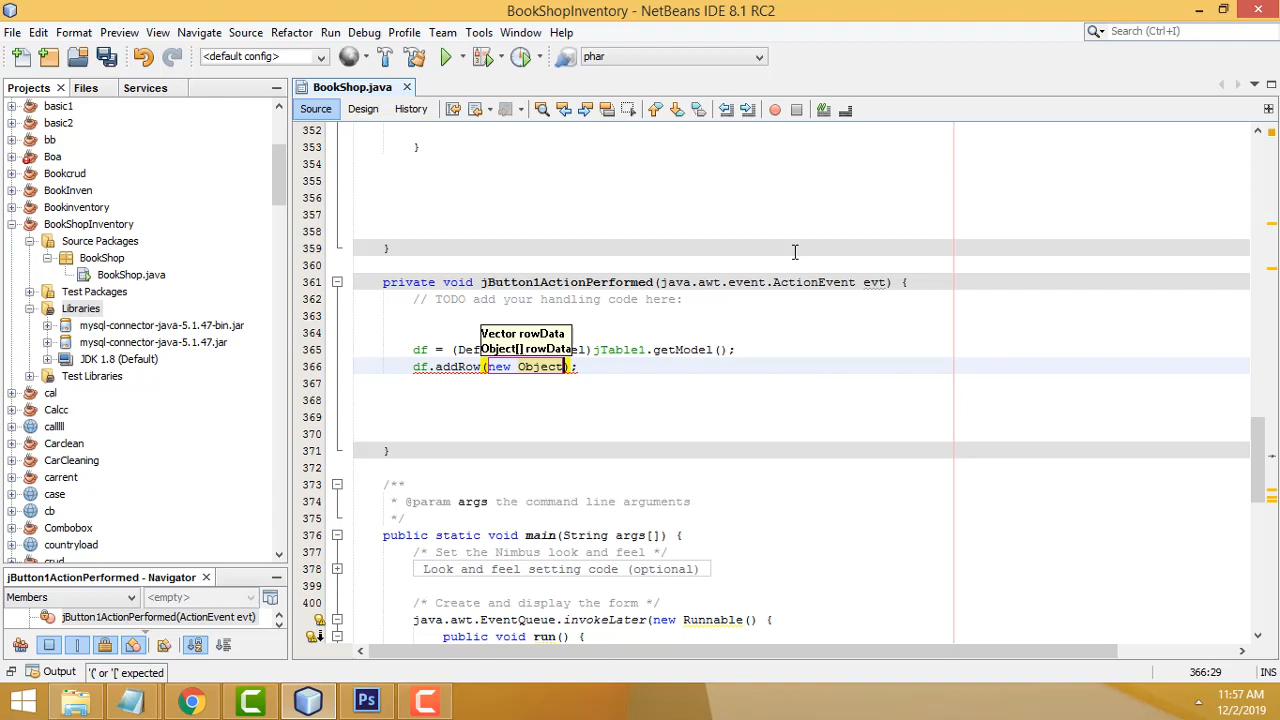 BookShopInventory - NetBeans IDE 8.1 RC2
File Edit Format Preview View Navigate Source Refactor Run Debug Profile Team Tools Window Help
Search (Ctrl+I)
<default config>
phar
Projects
Files
Services
BookShop.java
Source
Design
History
basic1
basic2
bb
Boa
Bookcrud
BookInven
Bookinventory
BookShopInventory
Source Packages
BookShop
BookShop.java
Test Packages
Libraries
mysql-connector-java-5.1.47-bin.jar
mysql-connector-java-5.1.47.jar
JDK 1.8 (Default)
Test Libraries
cal
Calcc
callll
Carclean
CarCleaning
carrent
case
cb
Combobox
countryload
crud
352
353 }
354
355
356
357
358
359 }
360
361 private void jButton1ActionPerformed(java.awt.event.ActionEvent evt) {
362 // TODO add your handling code here:
363
364
Vector rowData
Object[] rowData
365 df = (Def el)jTable1.getModel();
366 df.addRow(new Object);
367
368
369
370
371 }
372
373 /**
374 * @param args the command line arguments
375 */
376 public static void main(String args[]) {
377 /* Set the Nimbus look and feel */
378 Look and feel setting code (optional)
399
400 /* Create and display the form */
java.awt.EventQueue.invokeLater(new Runnable() {
public void run() {
jButton1ActionPerformed - Navigator
Members
<empty>
jButton1ActionPerformed(ActionEvent evt)
Output
'(' or '[' expected
366:29
INS
Ps
11:57 AM
12/2/2019